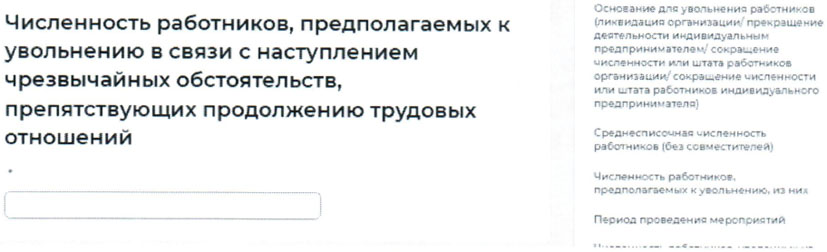 Численность работников, предполагаемых к
увольнению в связи с наступлением
чрезвычайных обстоятельств,
препятствующих продолжению трудовых
отношений
*
Основание для увольнения работников
(ликвидация организации/ прекращение
деятельности индивидуальным
предпринимателем/ сокращение
численности или штата работников
организации/ сокращение численности
или штата работников индивидуального
предпринимателя)
Среднесписочная численность
работников (без совместителей)
Численность работников,
предполагаемых к увольнению, из них
Период проведения мероприятий